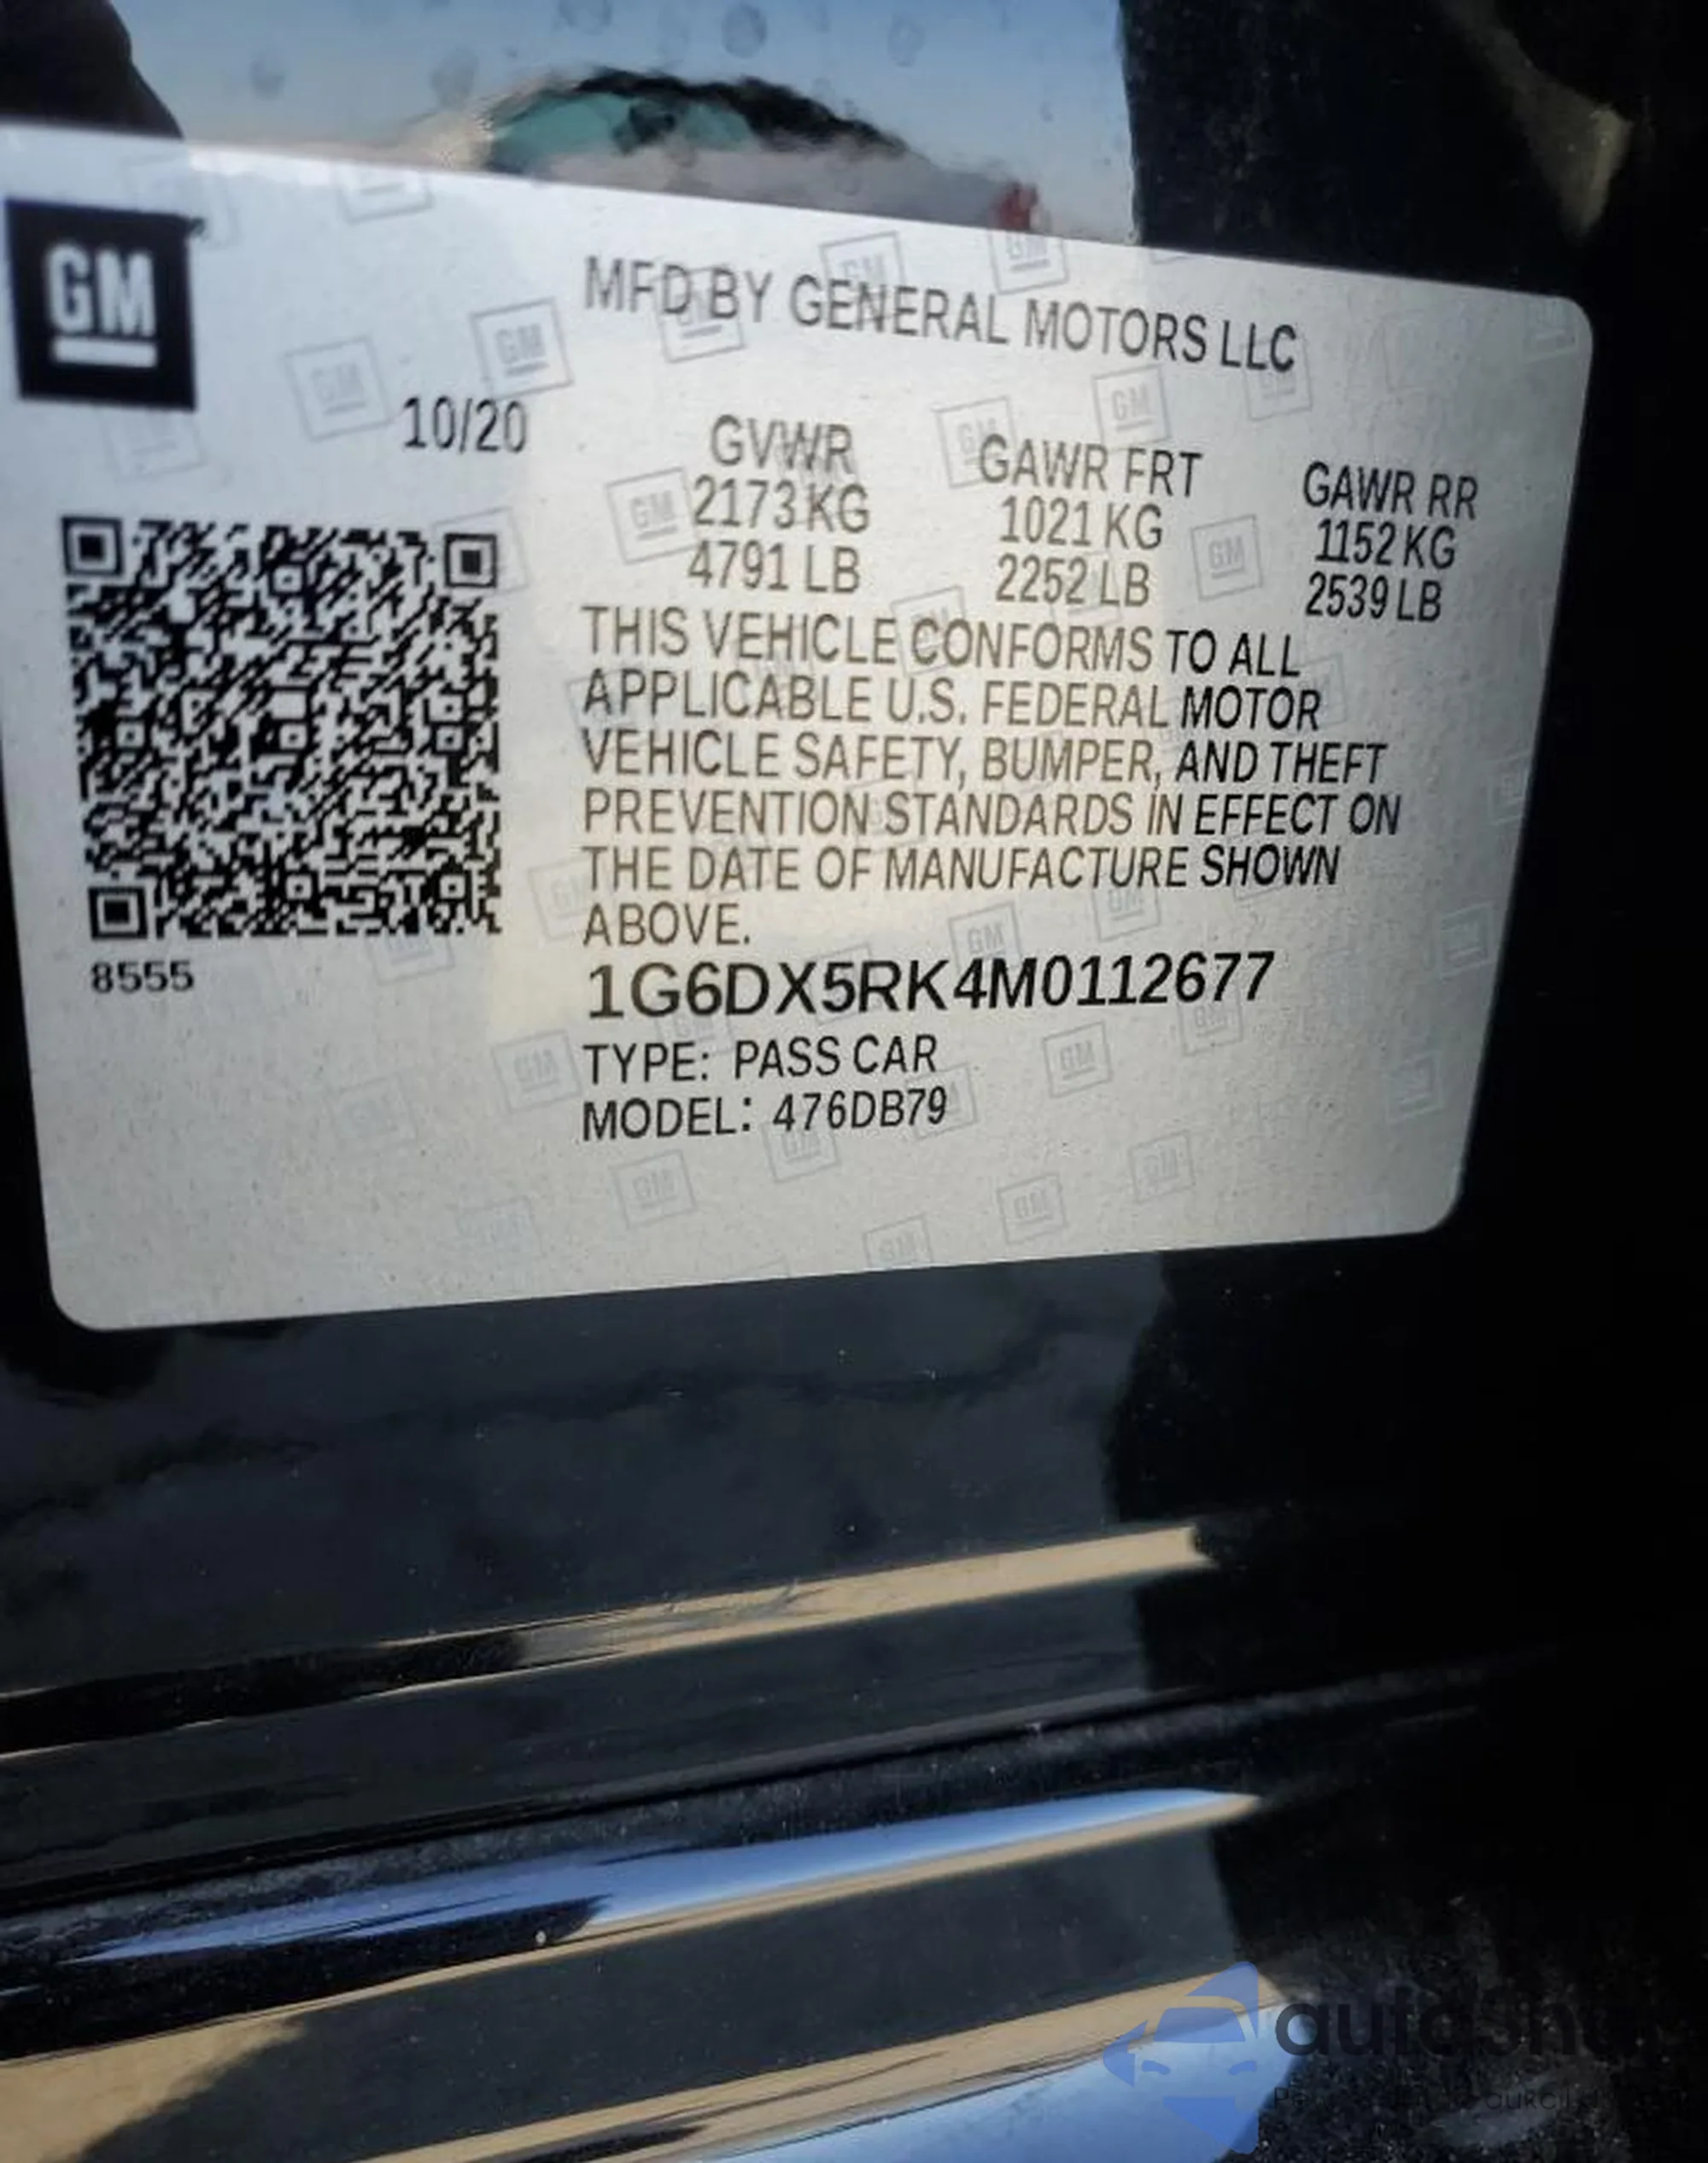 GM
MFD BY GENERAL MOTORS LLC
10/20
GVWR GAWR FRT GAWR RR
2173 KG 1021 KG 1152 KG
4791 LB 2252 LB 2539 LB
THIS VEHICLE CONFORMS TO ALL
APPLICABLE U.S. FEDERAL MOTOR
VEHICLE SAFETY, BUMPER, AND THEFT
PREVENTION STANDARDS IN EFFECT ON
THE DATE OF MANUFACTURE SHOWN
ABOVE.
8555
1G6DX5RK4M0112677
TYPE: PASS CAR
MODEL: 476DB79